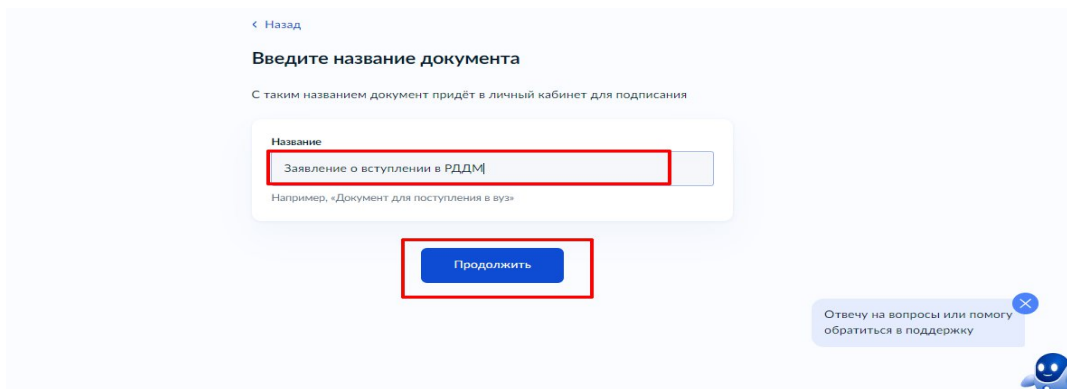 Назад
Введите название документа
С таким названием документ придёт в личный кабинет для подписания
Название
Заявление о вступлении в РДДМ
Например, «Документ для поступления в вуз»
Продолжить
Отвечу на вопросы или помогу
обратиться в поддержку